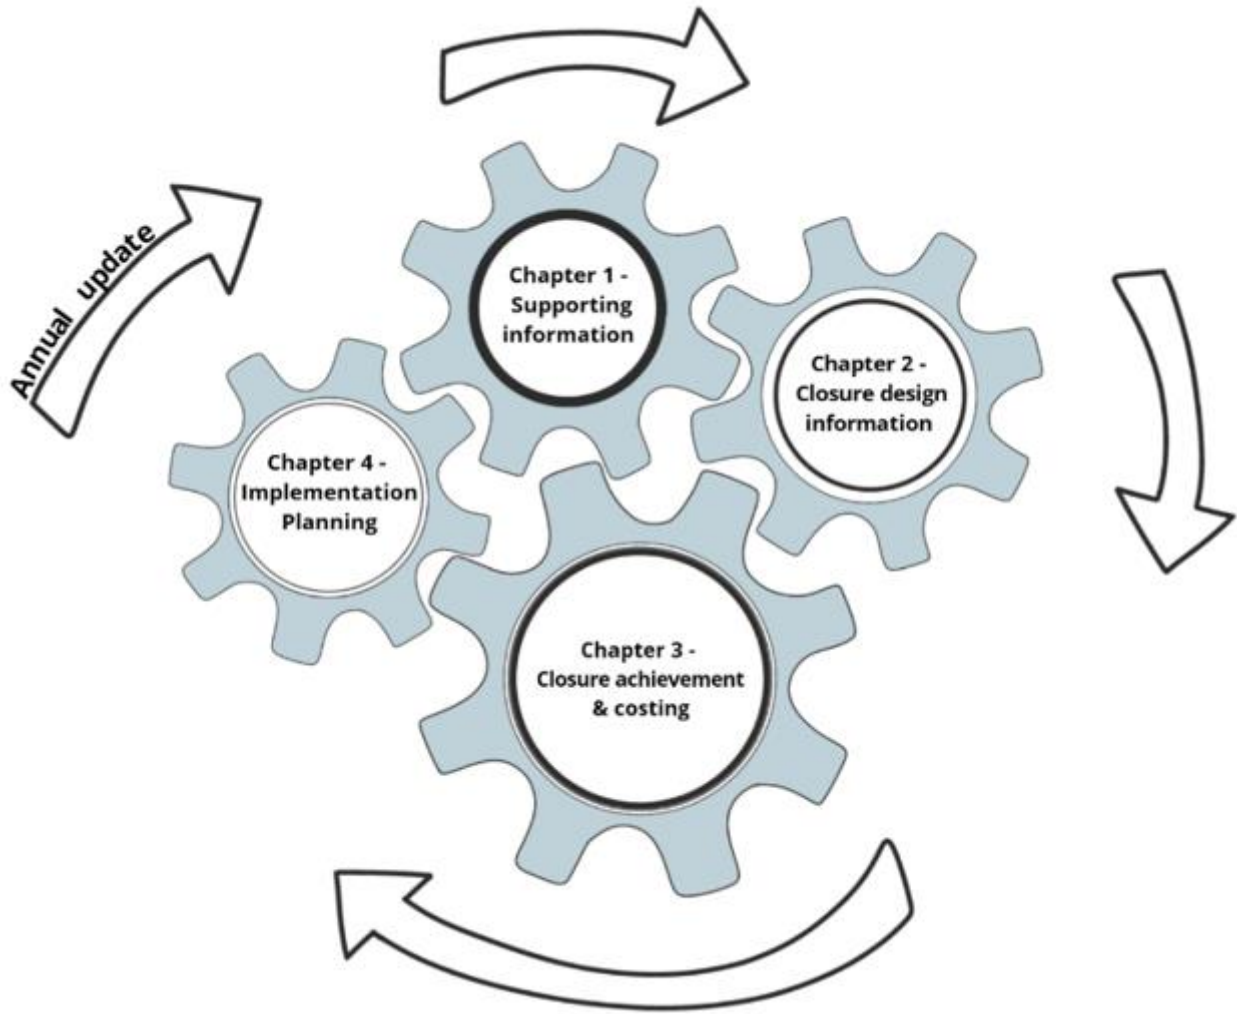 Annual update
Chapter 1 -
Supporting
information
Chapter 2 -
Closure design
information
Chapter 3 -
Closure achievement
& costing
Chapter 4 -
Implementation
Planning